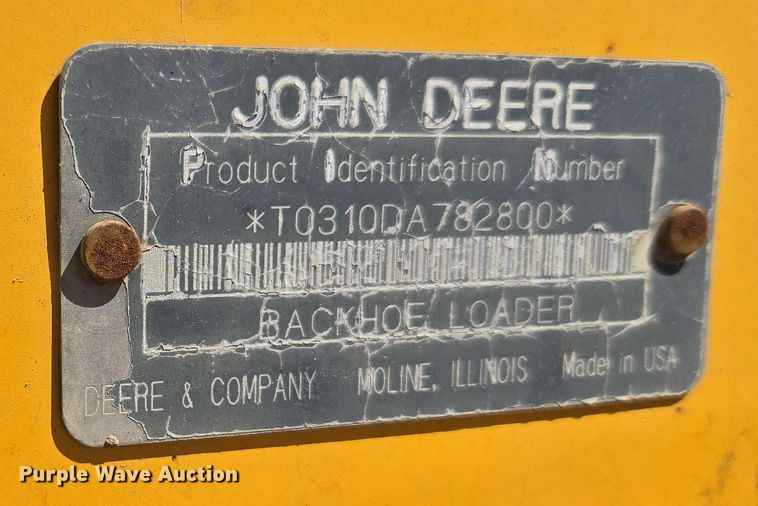 JOHN DEERE
Product Identification Number
*T0310DA782800*
BACKHOE LOADER
DEERE & COMPANY MOLINE, ILLINOIS Made in USA
Purple Wave Auction